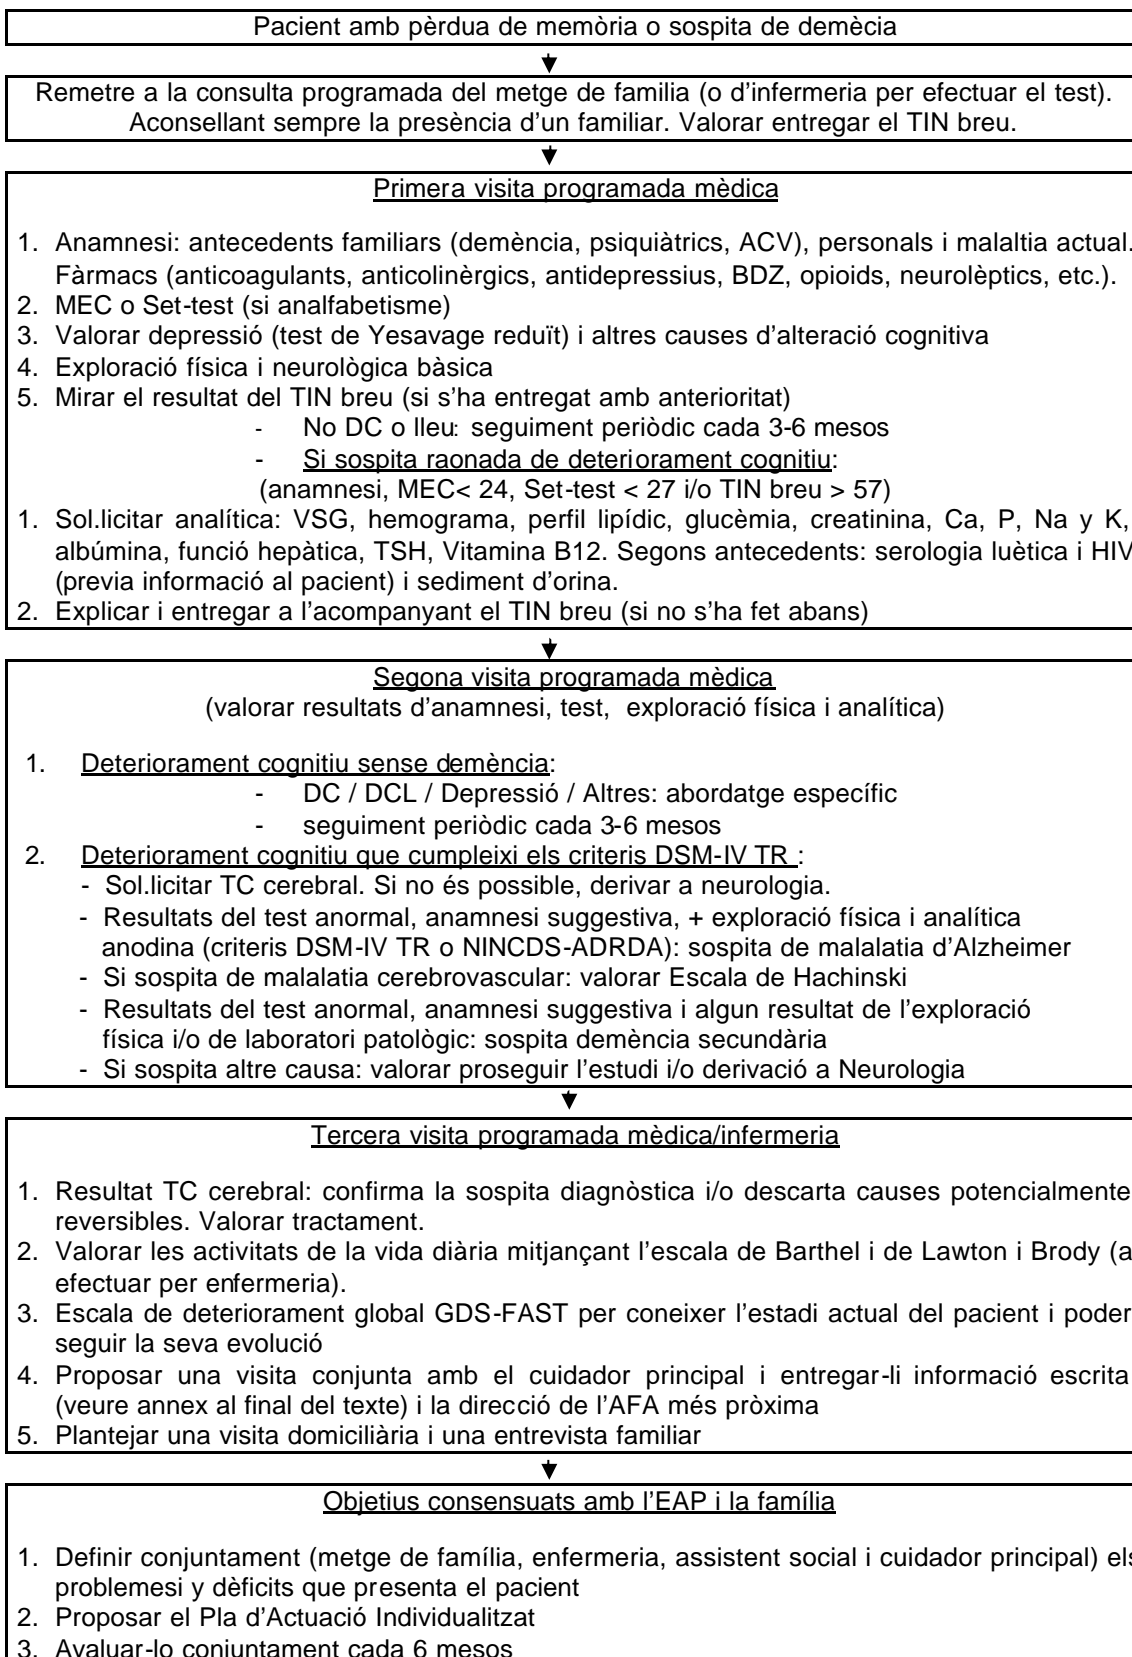 Pacient amb pèrdua de memòria o sospita de demècia
Remetre a la consulta programada del metge de familia (o d'infermeria per efectuar el test).
Aconsellant sempre la presència d'un familiar. Valorar entregar el TIN breu.
Primera visita programada mèdica
1. Anamnesi: antecedents familiars (demència, psiquiàtrics, ACV), personals i malaltia actual.
Fàrmacs (anticoagulants, anticolinèrgics, antidepressius, BDZ, opioids, neurolèptics, etc.).
2. MEC o Set-test (si analfabetisme)
3. Valorar depressió (test de Yesavage reduït) i altres causes d'alteració cognitiva
4. Exploració física i neurològica bàsica
5. Mirar el resultat del TIN breu (si s'ha entregat amb anterioritat)
- No DC o lleu: seguiment periòdic cada 3-6 mesos
- Si sospita raonada de deteriorament cognitiu:
(anamnesi, MEC< 24, Set-test < 27 i/o TIN breu > 57)
1. Sol.licitar analítica: VSG, hemograma, perfil lipídic, glucèmia, creatinina, Ca, P, Na y K,
albúmina, funció hepàtica, TSH, Vitamina B12. Segons antecedents: serologia luètica i HIV
(previa informació al pacient) i sediment d'orina.
2. Explicar i entregar a l'acompanyant el TIN breu (si no s'ha fet abans)
Segona visita programada mèdica
(valorar resultats d'anamnesi, test, exploració física i analítica)
1. Deteriorament cognitiu sense demència:
- DC / DCL / Depressió / Altres: abordatge específic
- seguiment periòdic cada 3-6 mesos
2. Deteriorament cognitiu que cumpleixi els criteris DSM-IV TR :
- Sol.licitar TC cerebral. Si no és possible, derivar a neurologia.
- Resultats del test anormal, anamnesi suggestiva, + exploració física i analítica
anodina (criteris DSM-IV TR o NINCDS-ADRDA): sospita de malalatia d'Alzheimer
- Si sospita de malalatia cerebrovascular: valorar Escala de Hachinski
- Resultats del test anormal, anamnesi suggestiva i algun resultat de l'exploració
física i/o de laboratori patològic: sospita demència secundària
- Si sospita altre causa: valorar proseguir l'estudi i/o derivació a Neurologia
Tercera visita programada mèdica/infermeria
1. Resultat TC cerebral: confirma la sospita diagnòstica i/o descarta causes potencialmente
reversibles. Valorar tractament.
2. Valorar les activitats de la vida diària mitjançant l'escala de Barthel i de Lawton i Brody (a
efectuar per enfermeria).
3. Escala de deteriorament global GDS-FAST per coneixer l'estadi actual del pacient i poder
seguir la seva evolució
4. Proposar una visita conjunta amb el cuidador principal i entregar-li informació escrita
(veure annex al final del texte) i la direcció de l'AFA més pròxima
5. Plantejar una visita domiciliària i una entrevista familiar
Objetius consensuats amb l'EAP i la família
1. Definir conjuntament (metge de família, enfermeria, assistent social i cuidador principal) els
problemesi y dèficits que presenta el pacient
2. Proposar el Pla d'Actuació Individualitzat
3. Avaluar-lo conjuntament cada 6 mesos